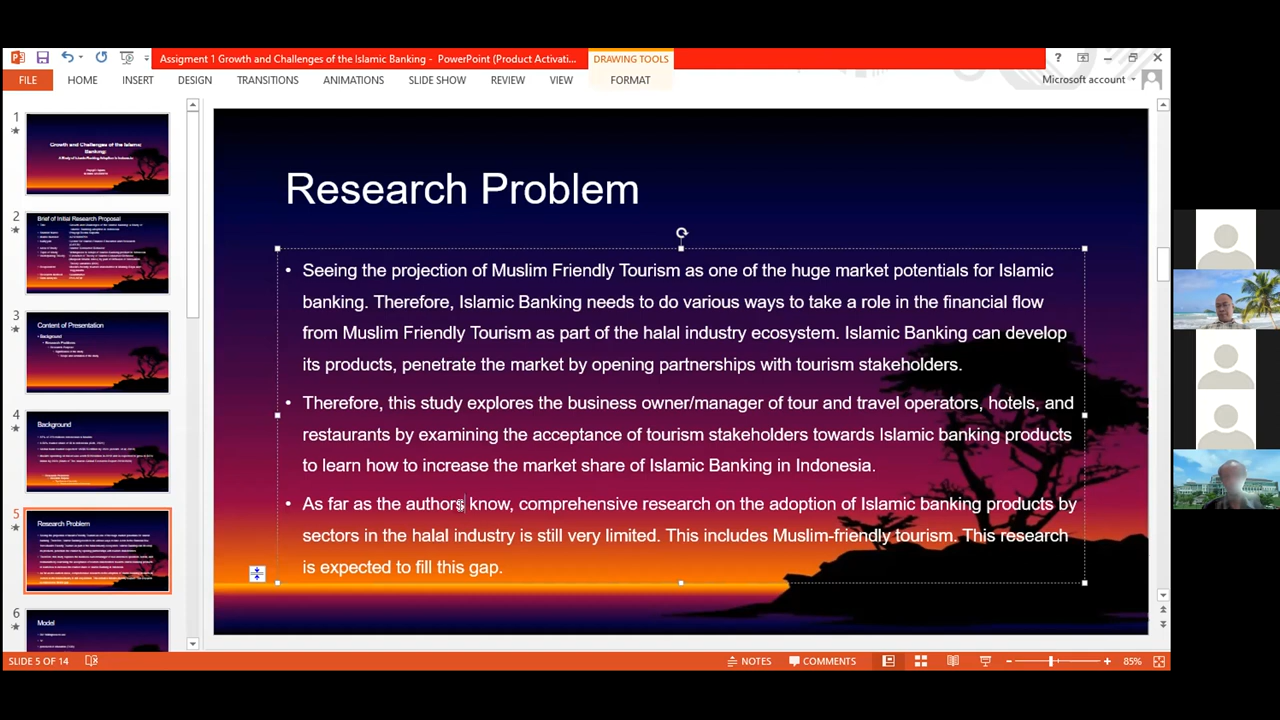 Assigment 1 Growth and Challenges of the Islamic Banking - PowerPoint (Product Activati...
DRAWING TOOLS
?
FILE
HOME
INSERT
DESIGN
TRANSITIONS
ANIMATIONS
SLIDE SHOW
REVIEW
VIEW
FORMAT
Microsoft account
1
Growth and Challenges of the Islamic
Banking:
A Study of Islamic Banking Adoption in Indonesia
2
Brief of Initial Research Proposal
3
Content of Presentation
Background
Research Problems
4
Background
5
Research Problem
6
Model
Research Problem
• Seeing the projection of Muslim Friendly Tourism as one of the huge market potentials for Islamic
banking. Therefore, Islamic Banking needs to do various ways to take a role in the financial flow
from Muslim Friendly Tourism as part of the halal industry ecosystem. Islamic Banking can develop
its products, penetrate the market by opening partnerships with tourism stakeholders.
• Therefore, this study explores the business owner/manager of tour and travel operators, hotels, and
restaurants by examining the acceptance of tourism stakeholders towards Islamic banking products
to learn how to increase the market share of Islamic Banking in Indonesia.
• As far as the authors know, comprehensive research on the adoption of Islamic banking products by
sectors in the halal industry is still very limited. This includes Muslim-friendly tourism. This research
is expected to fill this gap.
SLIDE 5 OF 14
NOTES
COMMENTS
85%